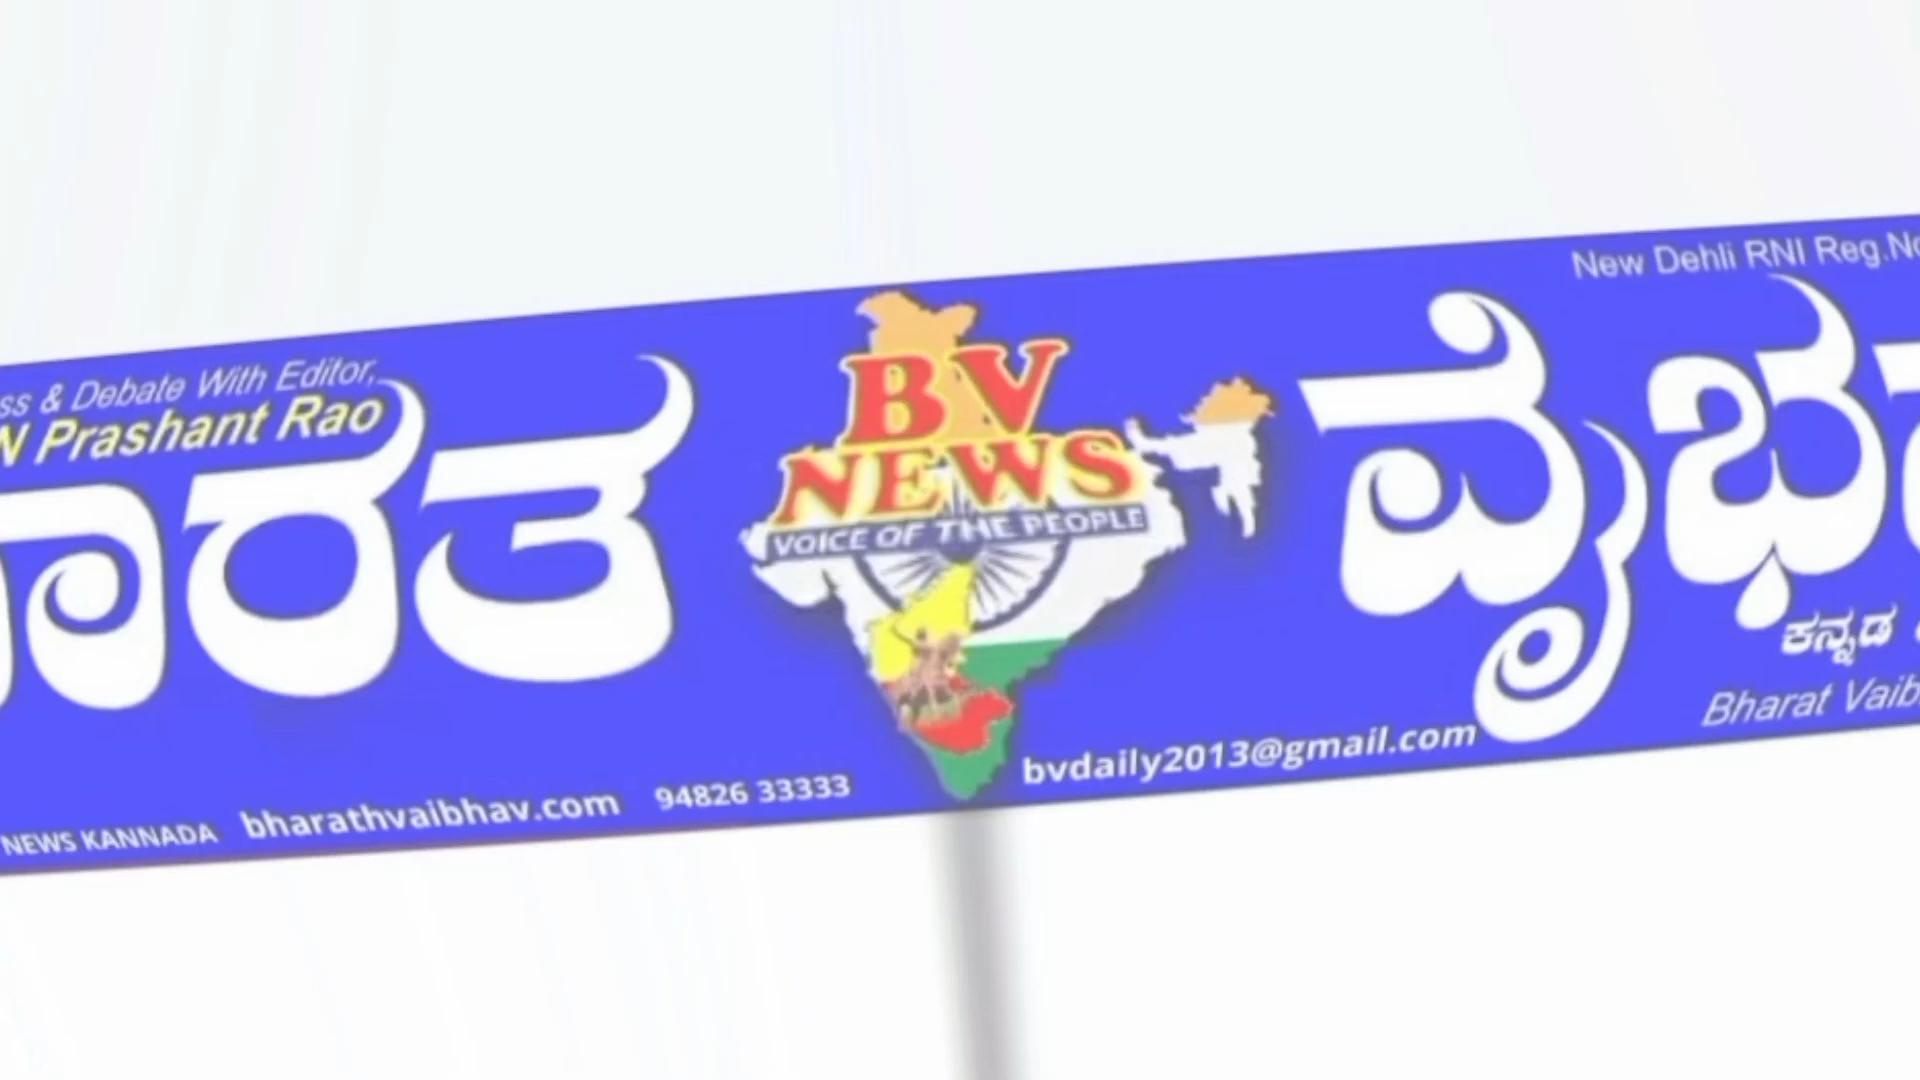 ss & Debate With Editor,
N Prashant Rao
ಾರತ
BV
NEWS
VOICE OF THE PEOPLE
New Dehli RNI Reg.No
ವೈಭ
ಕನ್ನಡ
Bharat Vaib
NEWS KANNADA bharathvaibhav.com 94826 33333 bvdaily2013@gmail.com